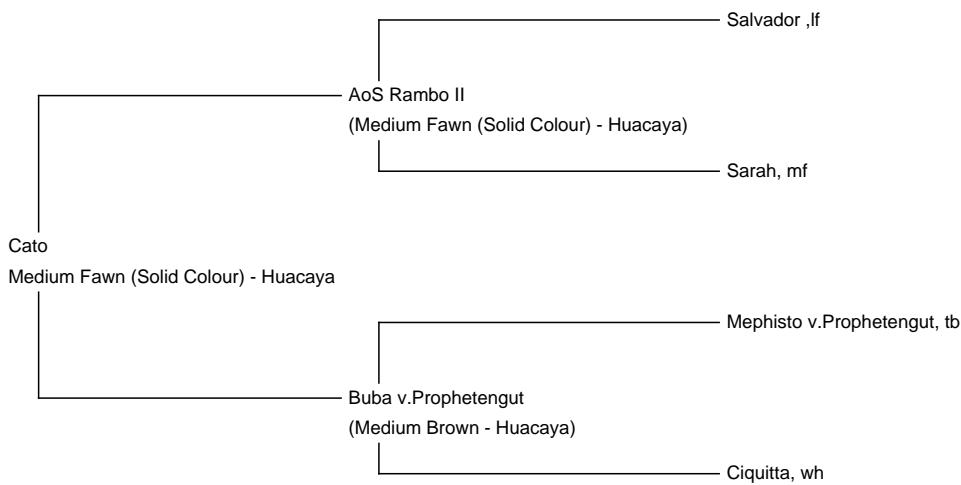 Salvador ,lf
AoS Rambo II
(Medium Fawn (Solid Colour) - Huacaya)
Sarah, mf
Cato
Medium Fawn (Solid Colour) - Huacaya
Mephisto v.Prophetengut, tb
Buba v.Prophetengut
(Medium Brown - Huacaya)
Ciquitta, wh